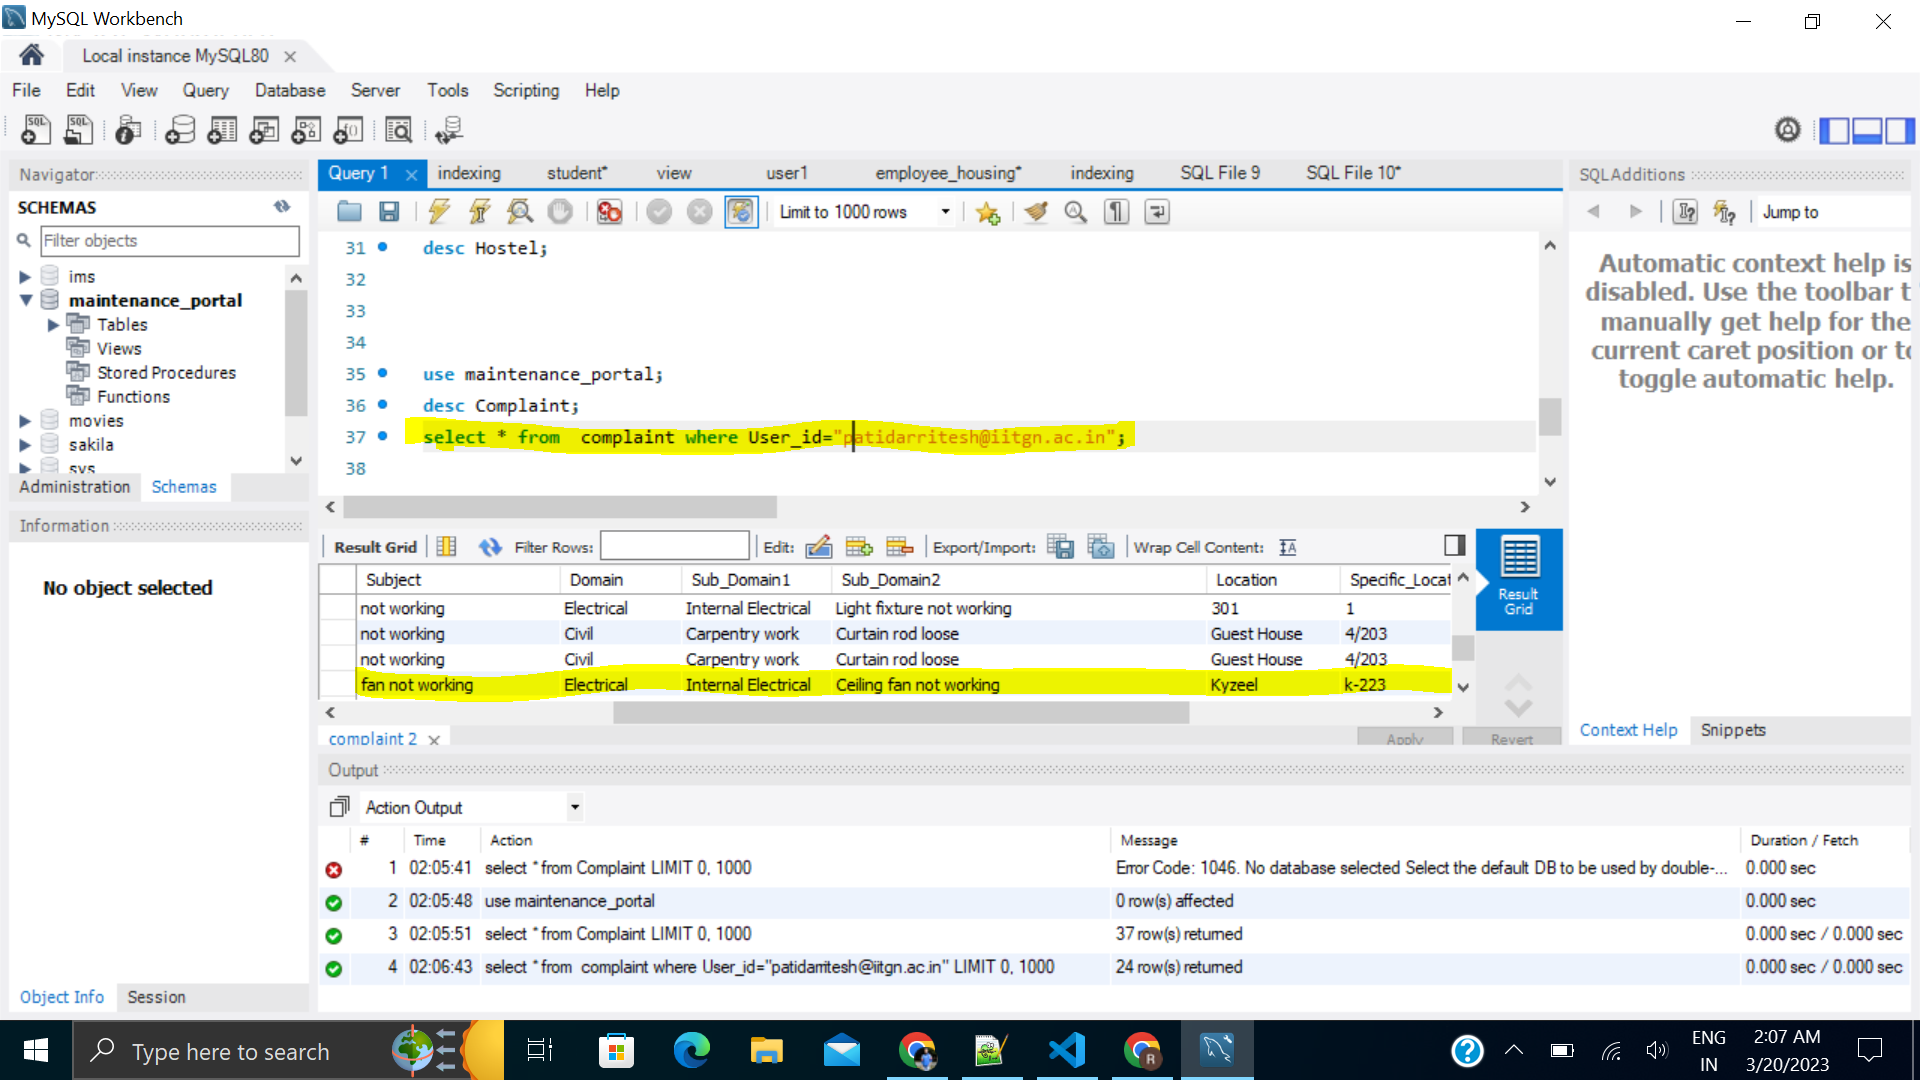 MySQL Workbench
Local instance MySQL80
File Edit View Query Database Server Tools Scripting Help
Navigator
SCHEMAS
Filter objects
ims
maintenance_portal
Tables
Views
Stored Procedures
Functions
movies
sakila
sys
Administration Schemas
Information
No object selected
Object Info Session
Query 1 indexing student* view user1 employee_housing* indexing SQL File 9 SQL File 10*
Limit to 1000 rows
31 desc Hostel;
32
33
34
35 use maintenance_portal;
36 desc Complaint;
37 select * from  complaint where User_id="patidarritesh@iitgn.ac.in";
38
Result Grid Filter Rows: Edit: Export/Import: Wrap Cell Content:
Subject Domain Sub_Domain1 Sub_Domain2 Location Specific_Locat
not working Electrical Internal Electrical Light fixture not working 301 1
not working Civil Carpentry work Curtain rod loose Guest House 4/203
not working Civil Carpentry work Curtain rod loose Guest House 4/203
fan not working Electrical Internal Electrical Ceiling fan not working Kyzeel k-223
Result
Grid
complaint 2
Apply Revert
SQLAdditions
Jump to
Automatic context help is
disabled. Use the toolbar t
manually get help for the
current caret position or to
toggle automatic help.
Context Help Snippets
Output
Action Output
# Time Action Message Duration / Fetch
1 02:05:41 select * from Complaint LIMIT 0, 1000 Error Code: 1046. No database selected Select the default DB to be used by double-... 0.000 sec
2 02:05:48 use maintenance_portal 0 row(s) affected 0.000 sec
3 02:05:51 select * from Complaint LIMIT 0, 1000 37 row(s) returned 0.000 sec / 0.000 sec
4 02:06:43 select * from  complaint where User_id="patidarritesh@iitgn.ac.in" LIMIT 0, 1000 24 row(s) returned 0.000 sec / 0.000 sec
Type here to search
ENG
IN
2:07 AM
3/20/2023